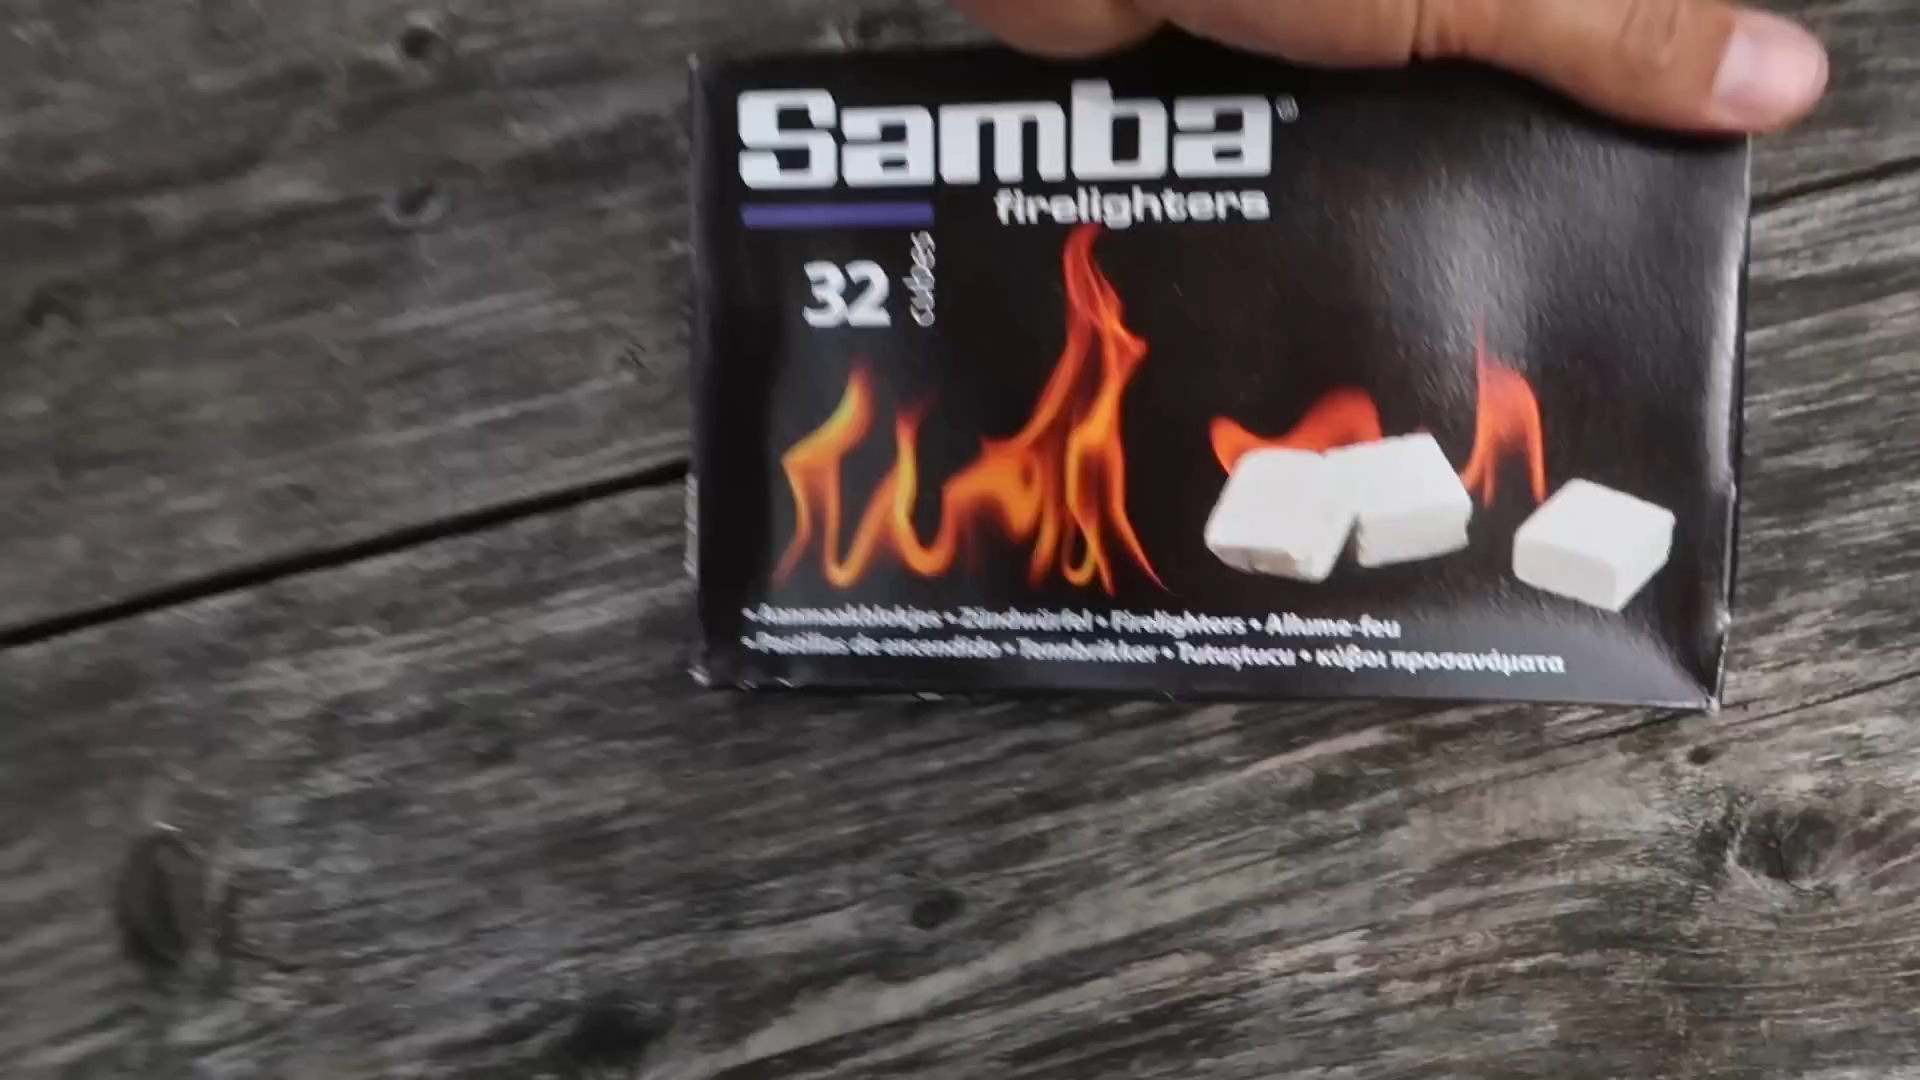 Samba®
firelighters
32 cubes
• Aanmaakblokjes • Zündwürfel • Firelighters • Allume-feu
• Pastillas de encendido • Tennbrikker • Tutuşturucu • κύβοι προσανάμματα